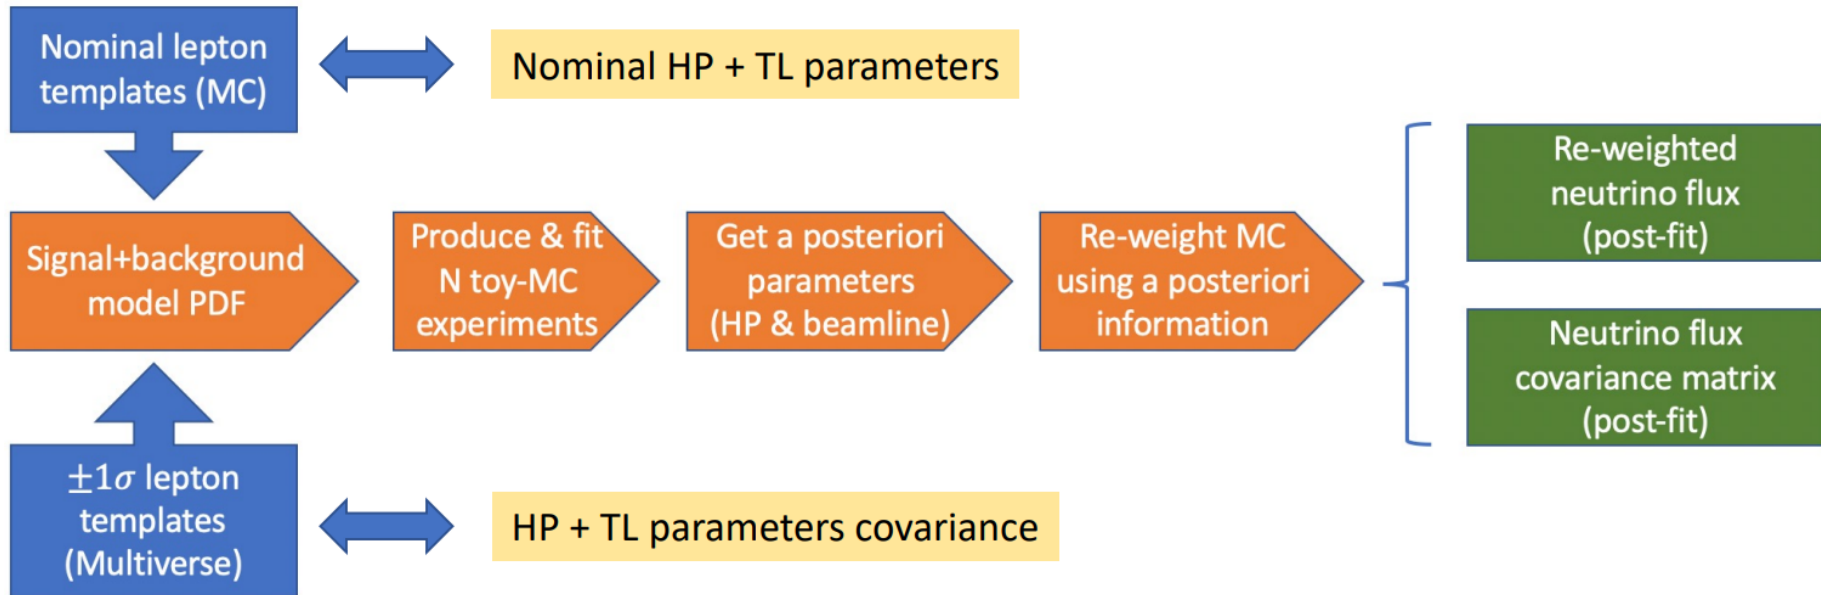 Nominal lepton
templates (MC)
Nominal HP + TL parameters
Signal+background
model PDF
Produce & fit
N toy-MC
experiments
Get a posteriori
parameters
(HP & beamline)
Re-weight MC
using a posteriori
information
Re-weighted
neutrino flux
(post-fit)
Neutrino flux
covariance matrix
(post-fit)
±1σ lepton
templates
(Multiverse)
HP + TL parameters covariance